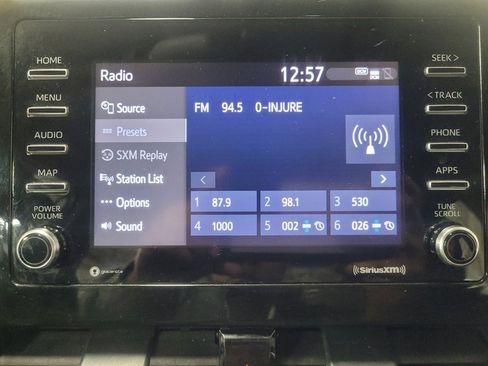 HOME
MENU
AUDIO
MAP
POWER
VOLUME
Radio
12:57
DCM
Source
Presets
SXM Replay
Station List
Options
Sound
FM 94.5 0-INJURE
< >
1 87.9
2 98.1
3 530
4 1000
5 002
6 026
SEEK >
< TRACK
PHONE
APPS
TUNE
SCROLL
gracenote
SiriusXM